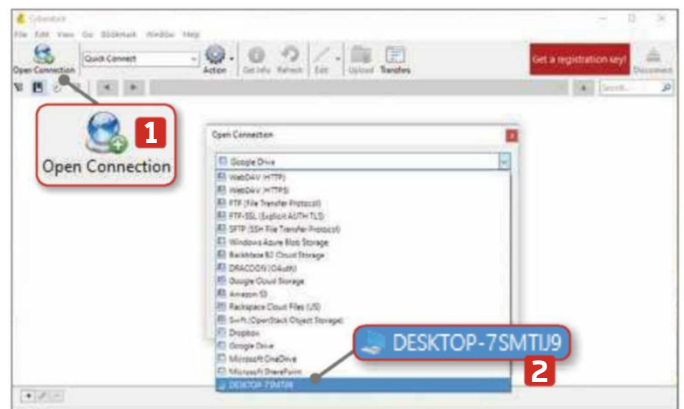 Cyberduck
File Edit View Go Bookmark Window Help
Open Connection Quick Connect Action Get Info Refresh Edit Upload Transfers Get a registration key! Disconnect
Search...
1
Open Connection
Open Connection
Google Drive
WebDAV (HTTP)
WebDAV (HTTPS)
FTP (File Transfer Protocol)
FTP-SSL (Explicit AUTH TLS)
SFTP (SSH File Transfer Protocol)
Windows Azure Blob Storage
Backblaze B2 Cloud Storage
DRACOON (OAuth)
Google Cloud Storage
Amazon S3
Rackspace Cloud Files (US)
Swift (OpenStack Object Storage)
Dropbox
Google Drive
Microsoft OneDrive
Microsoft SharePoint
DESKTOP-7SMTIJ9
DESKTOP-7SMTIJ9
2